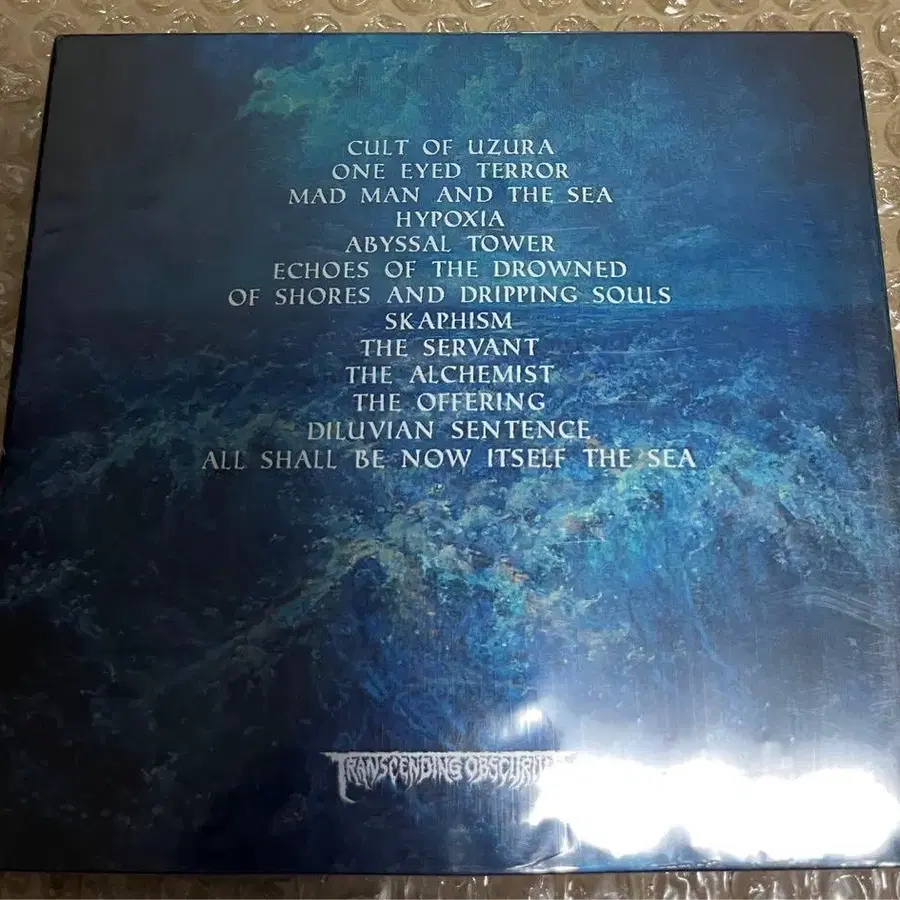 CULT OF UZURA
ONE EYED TERROR
MAD MAN AND THE SEA
HYPOXIA
ABYSSAL TOWER
ECHOES OF THE DROWNED
OF SHORES AND DRIPPING SOULS
SKAPHISM
THE SERVANT
THE ALCHEMIST
THE OFFERING
DILUVIAN SENTENCE
ALL SHALL BE NOW ITSELF THE SEA
TRANSCENDING